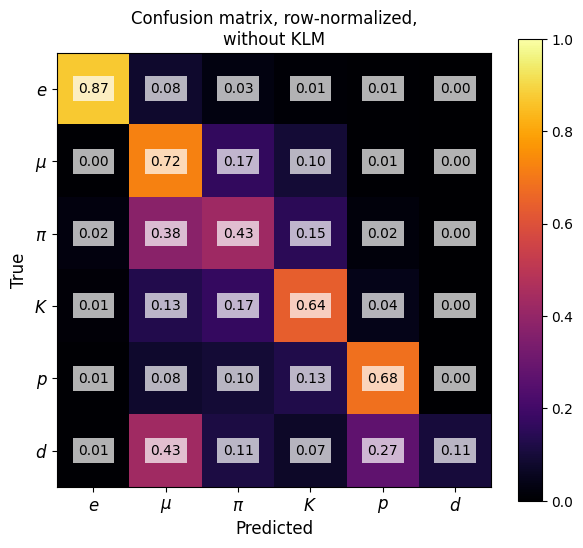 Confusion matrix, row-normalized,
without KLM
1.0
0.8
0.6
0.4
0.2
0.0
True
e 0.87 0.08 0.03 0.01 0.01 0.00
μ 0.00 0.72 0.17 0.10 0.01 0.00
π 0.02 0.38 0.43 0.15 0.02 0.00
K 0.01 0.13 0.17 0.64 0.04 0.00
p 0.01 0.08 0.10 0.13 0.68 0.00
d 0.01 0.43 0.11 0.07 0.27 0.11
e μ π K p d
Predicted